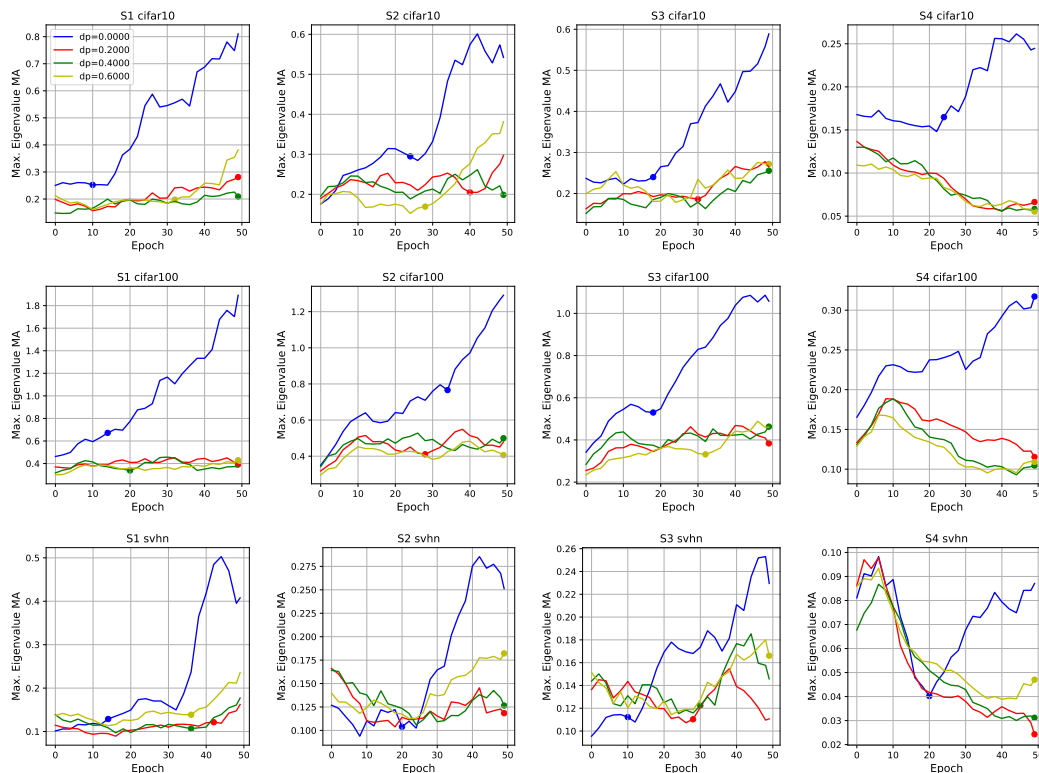 S1 cifar10
S2 cifar10
S3 cifar10
S4 cifar10
Max. Eigenvalue MA
0.8
0.7
0.6
0.5
0.4
0.3
0.2
dp=0.0000
dp=0.2000
dp=0.4000
dp=0.6000
0 10 20 30 40 50
Epoch
Max. Eigenvalue MA
0.6
0.5
0.4
0.3
0.2
0 10 20 30 40 50
Epoch
Max. Eigenvalue MA
0.6
0.5
0.4
0.3
0.2
0 10 20 30 40 50
Epoch
Max. Eigenvalue MA
0.25
0.20
0.15
0.10
0.05
0 10 20 30 40 50
Epoch
S1 cifar100
S2 cifar100
S3 cifar100
S4 cifar100
Max. Eigenvalue MA
1.8
1.6
1.4
1.2
1.0
0.8
0.6
0.4
0 10 20 30 40 50
Epoch
Max. Eigenvalue MA
1.2
1.0
0.8
0.6
0.4
0 10 20 30 40 50
Epoch
Max. Eigenvalue MA
1.0
0.8
0.6
0.4
0.2
0 10 20 30 40 50
Epoch
Max. Eigenvalue MA
0.30
0.25
0.20
0.15
0.10
0 10 20 30 40 50
Epoch
S1 svhn
S2 svhn
S3 svhn
S4 svhn
Max. Eigenvalue MA
0.5
0.4
0.3
0.2
0.1
0 10 20 30 40 50
Epoch
Max. Eigenvalue MA
0.275
0.250
0.225
0.200
0.175
0.150
0.125
0.100
0 10 20 30 40 50
Epoch
Max. Eigenvalue MA
0.26
0.24
0.22
0.20
0.18
0.16
0.14
0.12
0.10
0 10 20 30 40 50
Epoch
Max. Eigenvalue MA
0.10
0.09
0.08
0.07
0.06
0.05
0.04
0.03
0.02
0 10 20 30 40 50
Epoch